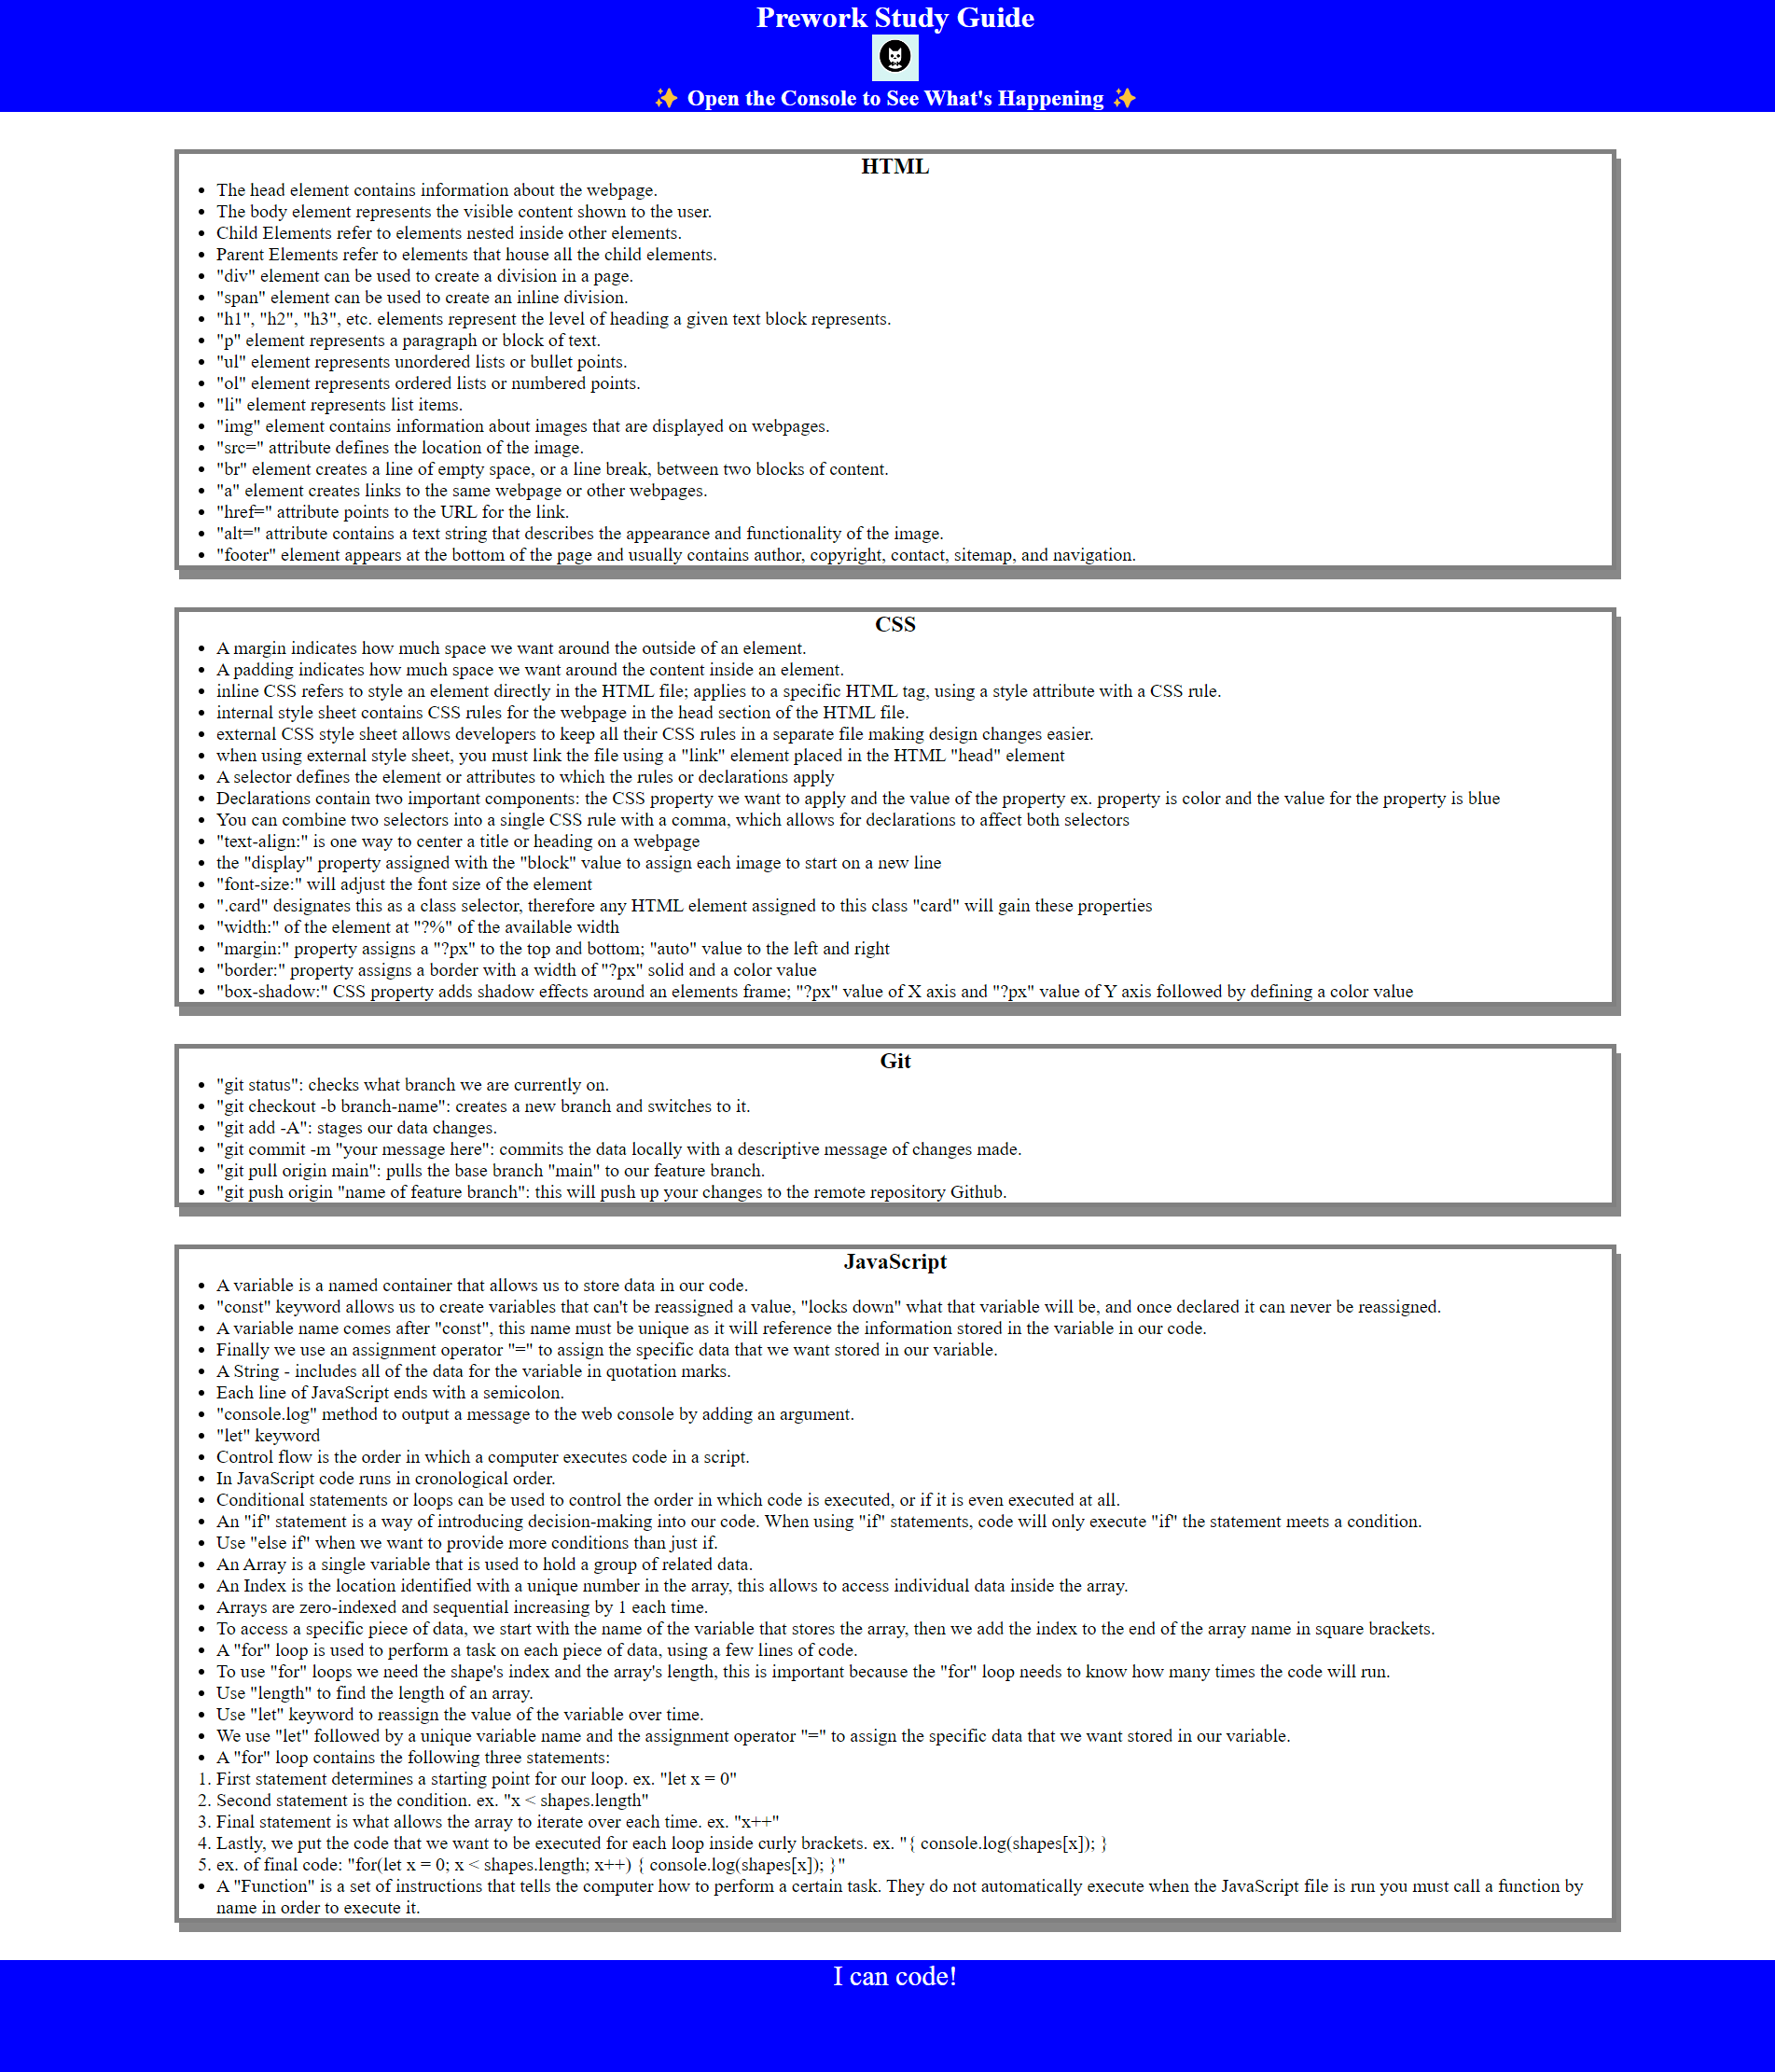 Prework Study Guide
✨ Open the Console to See What's Happening ✨
HTML
• The head element contains information about the webpage.
• The body element represents the visible content shown to the user.
• Child Elements refer to elements nested inside other elements.
• Parent Elements refer to elements that house all the child elements.
• "div" element can be used to create a division in a page.
• "span" element can be used to create an inline division.
• "h1", "h2", "h3", etc. elements represent the level of heading a given text block represents.
• "p" element represents a paragraph or block of text.
• "ul" element represents unordered lists or bullet points.
• "ol" element represents ordered lists or numbered points.
• "li" element represents list items.
• "img" element contains information about images that are displayed on webpages.
• "src=" attribute defines the location of the image.
• "br" element creates a line of empty space, or a line break, between two blocks of content.
• "a" element creates links to the same webpage or other webpages.
• "href=" attribute points to the URL for the link.
• "alt=" attribute contains a text string that describes the appearance and functionality of the image.
• "footer" element appears at the bottom of the page and usually contains author, copyright, contact, sitemap, and navigation.
CSS
• A margin indicates how much space we want around the outside of an element.
• A padding indicates how much space we want around the content inside an element.
• inline CSS refers to style an element directly in the HTML file; applies to a specific HTML tag, using a style attribute with a CSS rule.
• internal style sheet contains CSS rules for the webpage in the head section of the HTML file.
• external CSS style sheet allows developers to keep all their CSS rules in a separate file making design changes easier.
• when using external style sheet, you must link the file using a "link" element placed in the HTML "head" element
• A selector defines the element or attributes to which the rules or declarations apply
• Declarations contain two important components: the CSS property we want to apply and the value of the property ex. property is color and the value for the property is blue
• You can combine two selectors into a single CSS rule with a comma, which allows for declarations to affect both selectors
• "text-align:" is one way to center a title or heading on a webpage
• the "display" property assigned with the "block" value to assign each image to start on a new line
• "font-size:" will adjust the font size of the element
• ".card" designates this as a class selector, therefore any HTML element assigned to this class "card" will gain these properties
• "width:" of the element at "?%" of the available width
• "margin:" property assigns a "?px" to the top and bottom; "auto" value to the left and right
• "border:" property assigns a border with a width of "?px" solid and a color value
• "box-shadow:" CSS property adds shadow effects around an elements frame; "?px" value of X axis and "?px" value of Y axis followed by defining a color value
Git
• "git status": checks what branch we are currently on.
• "git checkout -b branch-name": creates a new branch and switches to it.
• "git add -A": stages our data changes.
• "git commit -m "your message here": commits the data locally with a descriptive message of changes made.
• "git pull origin main": pulls the base branch "main" to our feature branch.
• "git push origin "name of feature branch": this will push up your changes to the remote repository Github.
JavaScript
• A variable is a named container that allows us to store data in our code.
• "const" keyword allows us to create variables that can't be reassigned a value, "locks down" what that variable will be, and once declared it can never be reassigned.
• A variable name comes after "const", this name must be unique as it will reference the information stored in the variable in our code.
• Finally we use an assignment operator "=" to assign the specific data that we want stored in our variable.
• A String - includes all of the data for the variable in quotation marks.
• Each line of JavaScript ends with a semicolon.
• "console.log" method to output a message to the web console by adding an argument.
• "let" keyword
• Control flow is the order in which a computer executes code in a script.
• In JavaScript code runs in cronological order.
• Conditional statements or loops can be used to control the order in which code is executed, or if it is even executed at all.
• An "if" statement is a way of introducing decision-making into our code. When using "if" statements, code will only execute "if" the statement meets a condition.
• Use "else if" when we want to provide more conditions than just if.
• An Array is a single variable that is used to hold a group of related data.
• An Index is the location identified with a unique number in the array, this allows to access individual data inside the array.
• Arrays are zero-indexed and sequential increasing by 1 each time.
• To access a specific piece of data, we start with the name of the variable that stores the array, then we add the index to the end of the array name in square brackets.
• A "for" loop is used to perform a task on each piece of data, using a few lines of code.
• To use "for" loops we need the shape's index and the array's length, this is important because the "for" loop needs to know how many times the code will run.
• Use "length" to find the length of an array.
• Use "let" keyword to reassign the value of the variable over time.
• We use "let" followed by a unique variable name and the assignment operator "=" to assign the specific data that we want stored in our variable.
• A "for" loop contains the following three statements:
1. First statement determines a starting point for our loop. ex. "let x = 0"
2. Second statement is the condition. ex. "x < shapes.length"
3. Final statement is what allows the array to iterate over each time. ex. "x++"
4. Lastly, we put the code that we want to be executed for each loop inside curly brackets. ex. "{ console.log(shapes[x]); }
5. ex. of final code: "for(let x = 0; x < shapes.length; x++) { console.log(shapes[x]); }"
• A "Function" is a set of instructions that tells the computer how to perform a certain task. They do not automatically execute when the JavaScript file is run you must call a function by
name in order to execute it.
I can code!